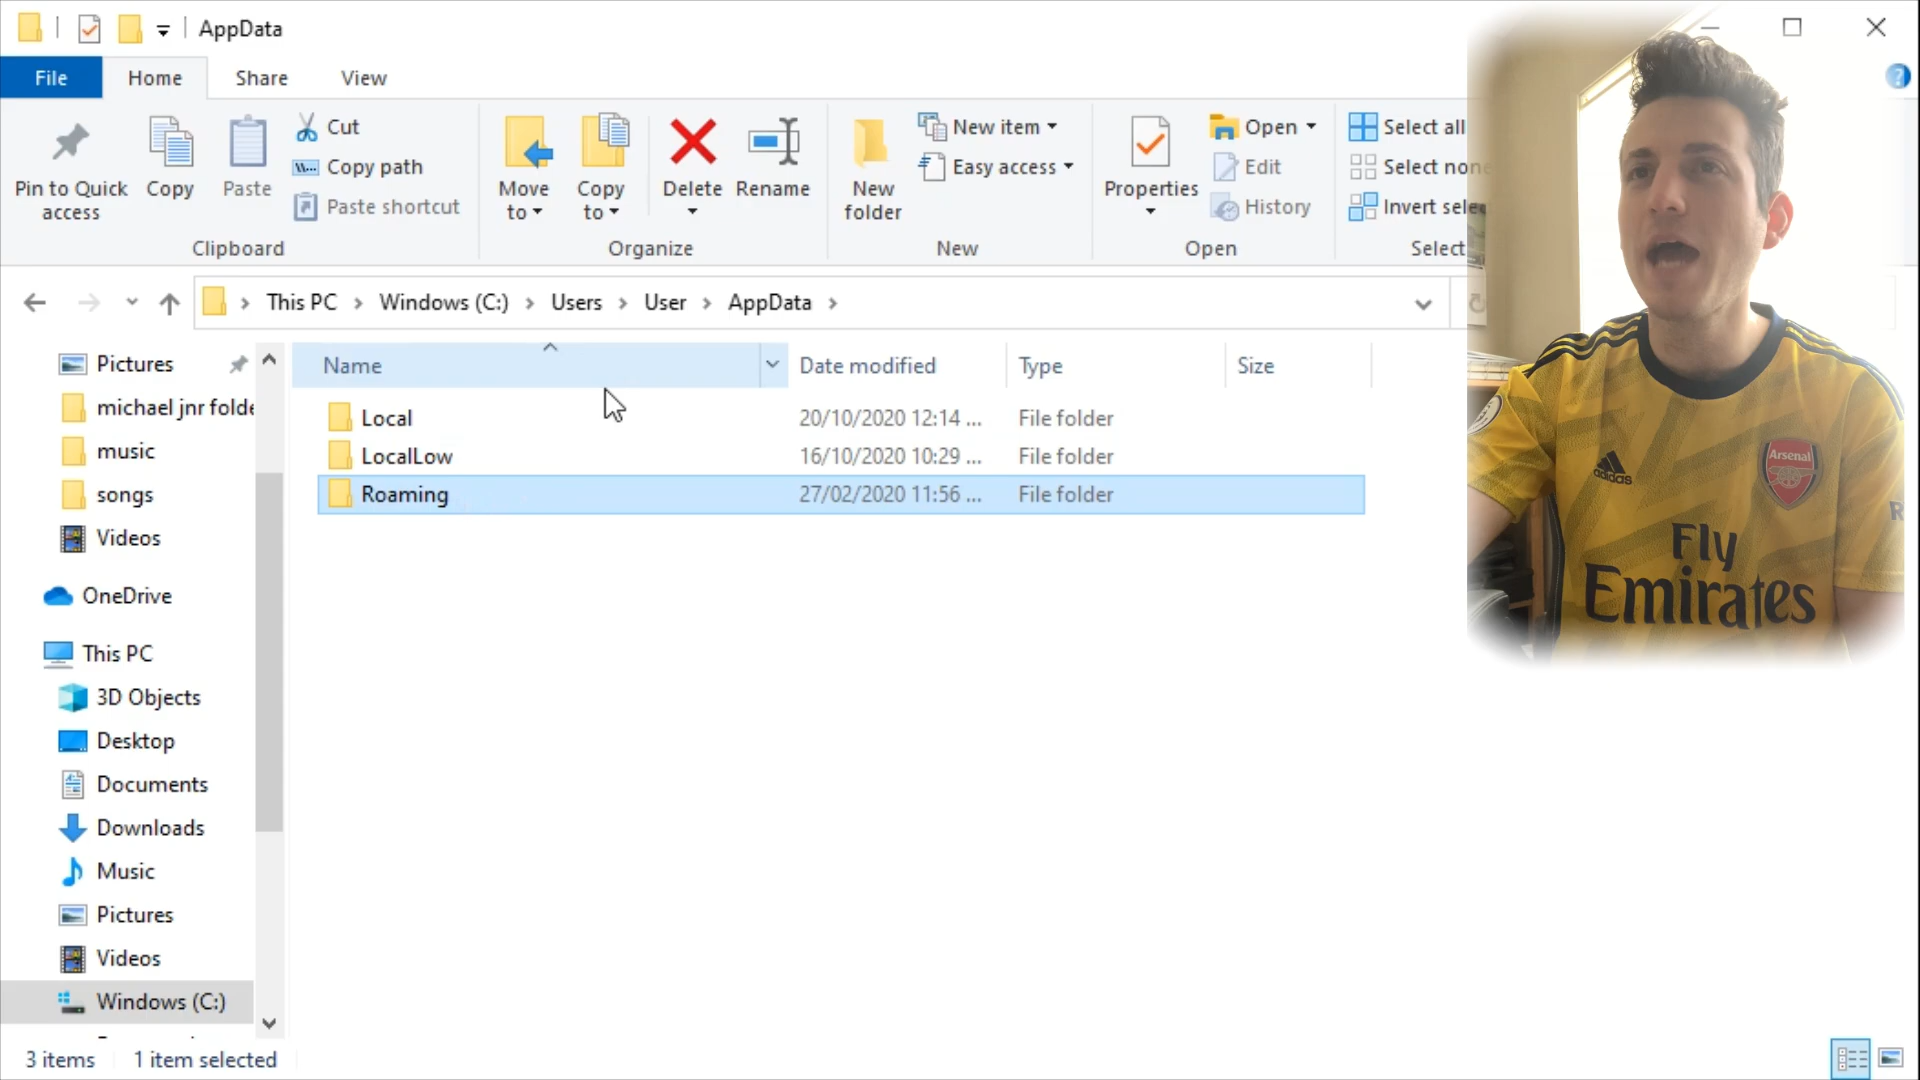 AppData
File Home Share View
Pin to Quick access
Copy
Paste
Cut
Copy path
Paste shortcut
Clipboard
Move to
Copy to
Delete
Rename
Organize
New folder
New item
Easy access
New
Properties
Open
Edit
History
Open
Select all
Select none
Invert sele
Select
This PC Windows (C:) Users User AppData
Name Date modified Type Size
Local 20/10/2020 12:14 ... File folder
LocalLow 16/10/2020 10:29 ... File folder
Roaming 27/02/2020 11:56 ... File folder
Pictures
michael jnr folde
music
songs
Videos
OneDrive
This PC
3D Objects
Desktop
Documents
Downloads
Music
Pictures
Videos
Windows (C:)
3 items 1 item selected
Arsenal
adidas
Fly
Emirates